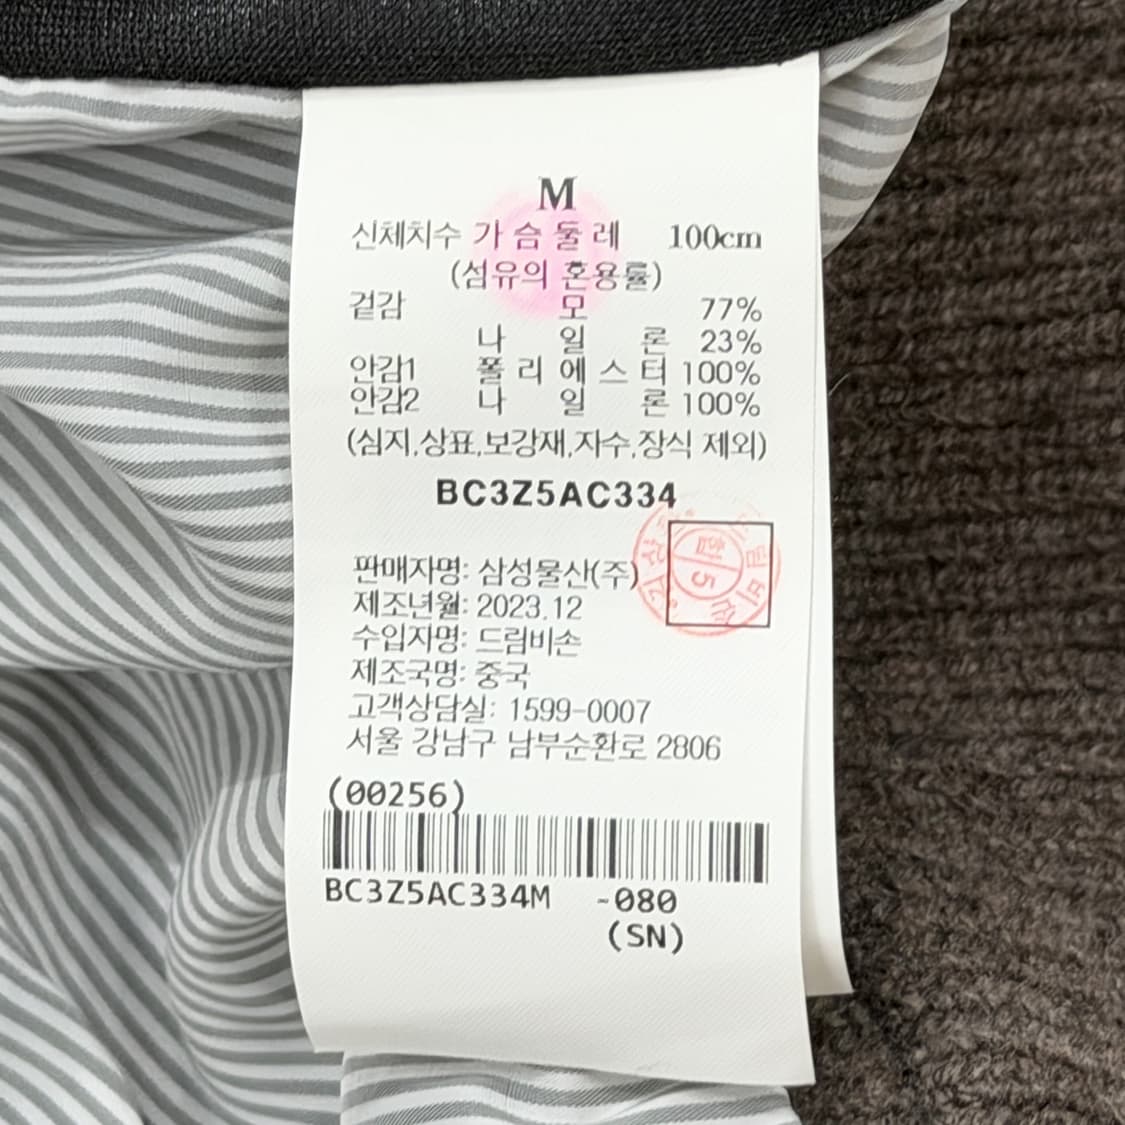 M
신체치수 가슴둘레 100cm
(섬유의 혼용률)
겉감 모 77%
나일론 23%
안감1 폴리에스터 100%
안감2 나일론 100%
(심지,상표,보강재,자수,장식 제외)
BC3Z5AC334
합
5
판매자명: 삼성물산(주)
제조년월: 2023.12
수입자명: 드림비손
제조국명: 중국
고객상담실: 1599-0007
서울 강남구 남부순환로 2806
(00256)
BC3Z5AC334M -080
(SN)